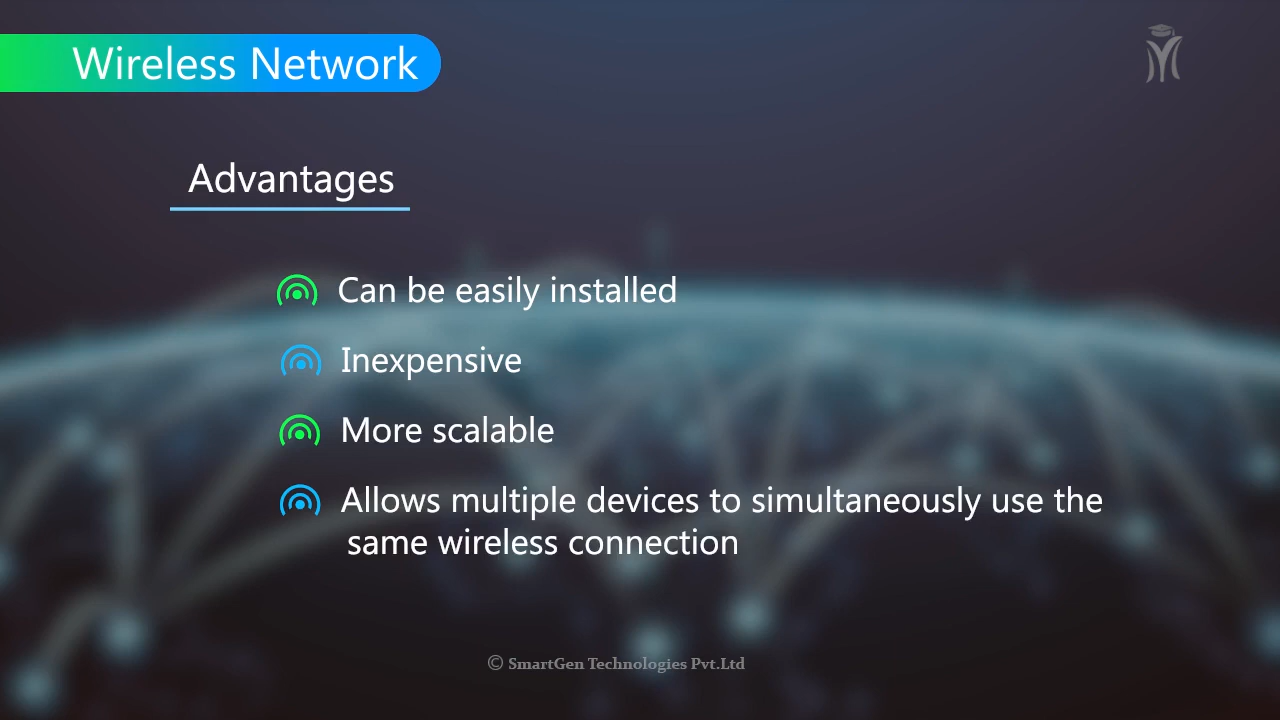 Wireless Network
Advantages
Can be easily installed
Inexpensive
More scalable
Allows multiple devices to simultaneously use the
same wireless connection
© SmartGen Technologies Pvt.Ltd